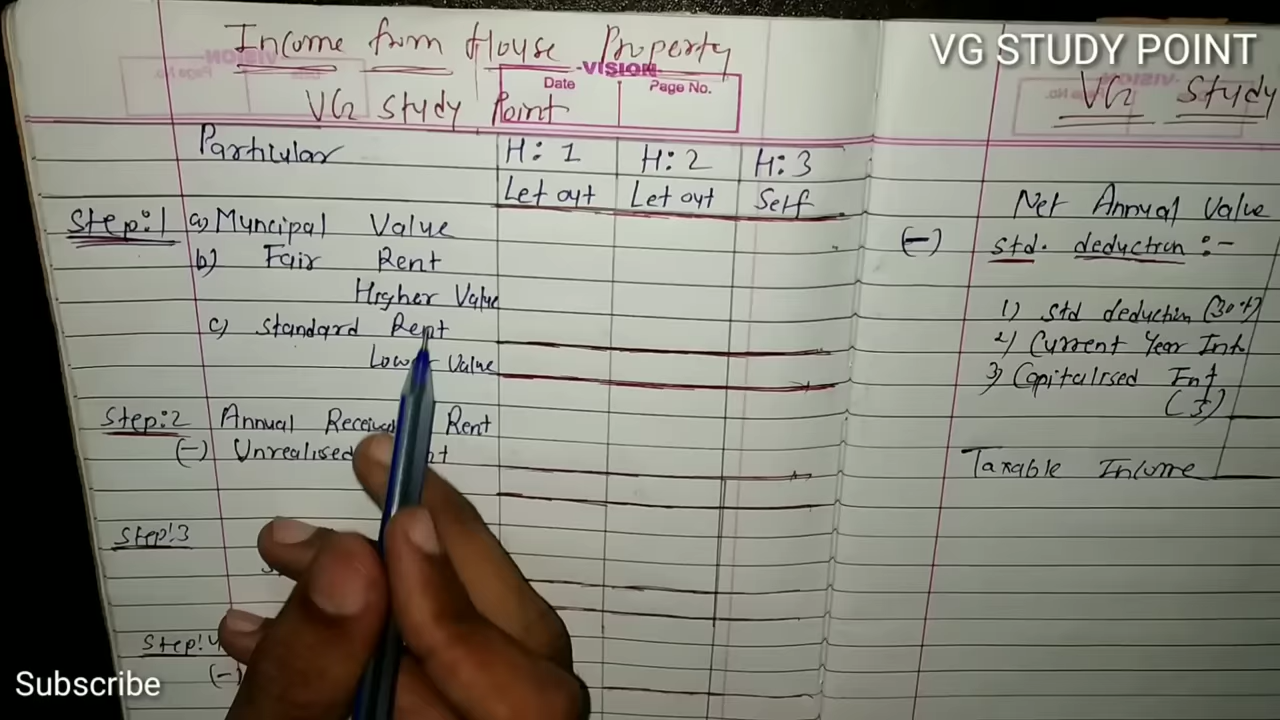 VG STUDY POINT
Income from House Property
-VISION-
Date Page No.
VG Study Point
Particular H: 1 H: 2 H: 3
Let out Let out Self
Step:1 a) Muncipal Value
b) Fair Rent
Higher Value
c) Standard Rent
Value
Step:2 Annual Rent
(-) Unrealised
Step:3
Step:4
(-)
VG Study
Net Annual Value
(-) std. deduction :-
1) Std deduction (30%)
2) Current Year Int.
3) Capitalised Int
Taxable Income
Subscribe